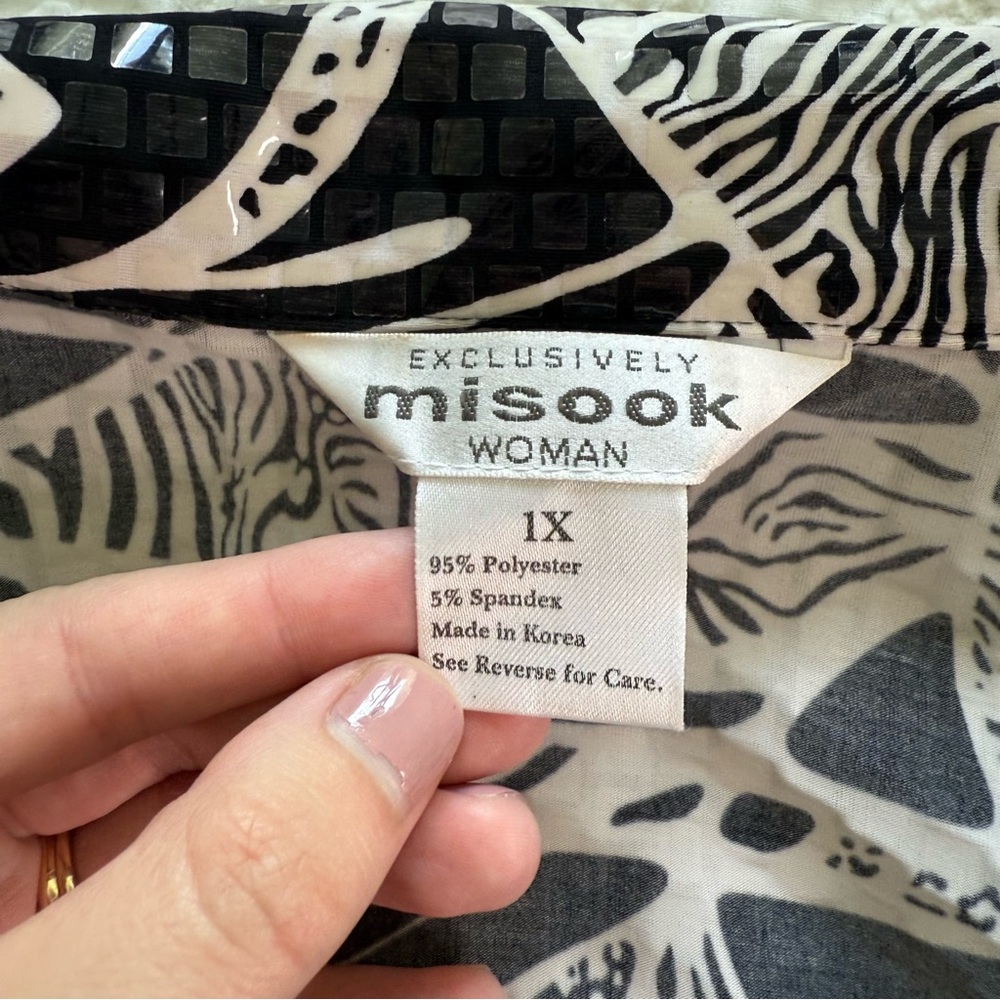 EXCLUSIVELY
misook
WOMAN
1X
95% Polyester
5% Spandex
Made in Korea
See Reverse for Care.